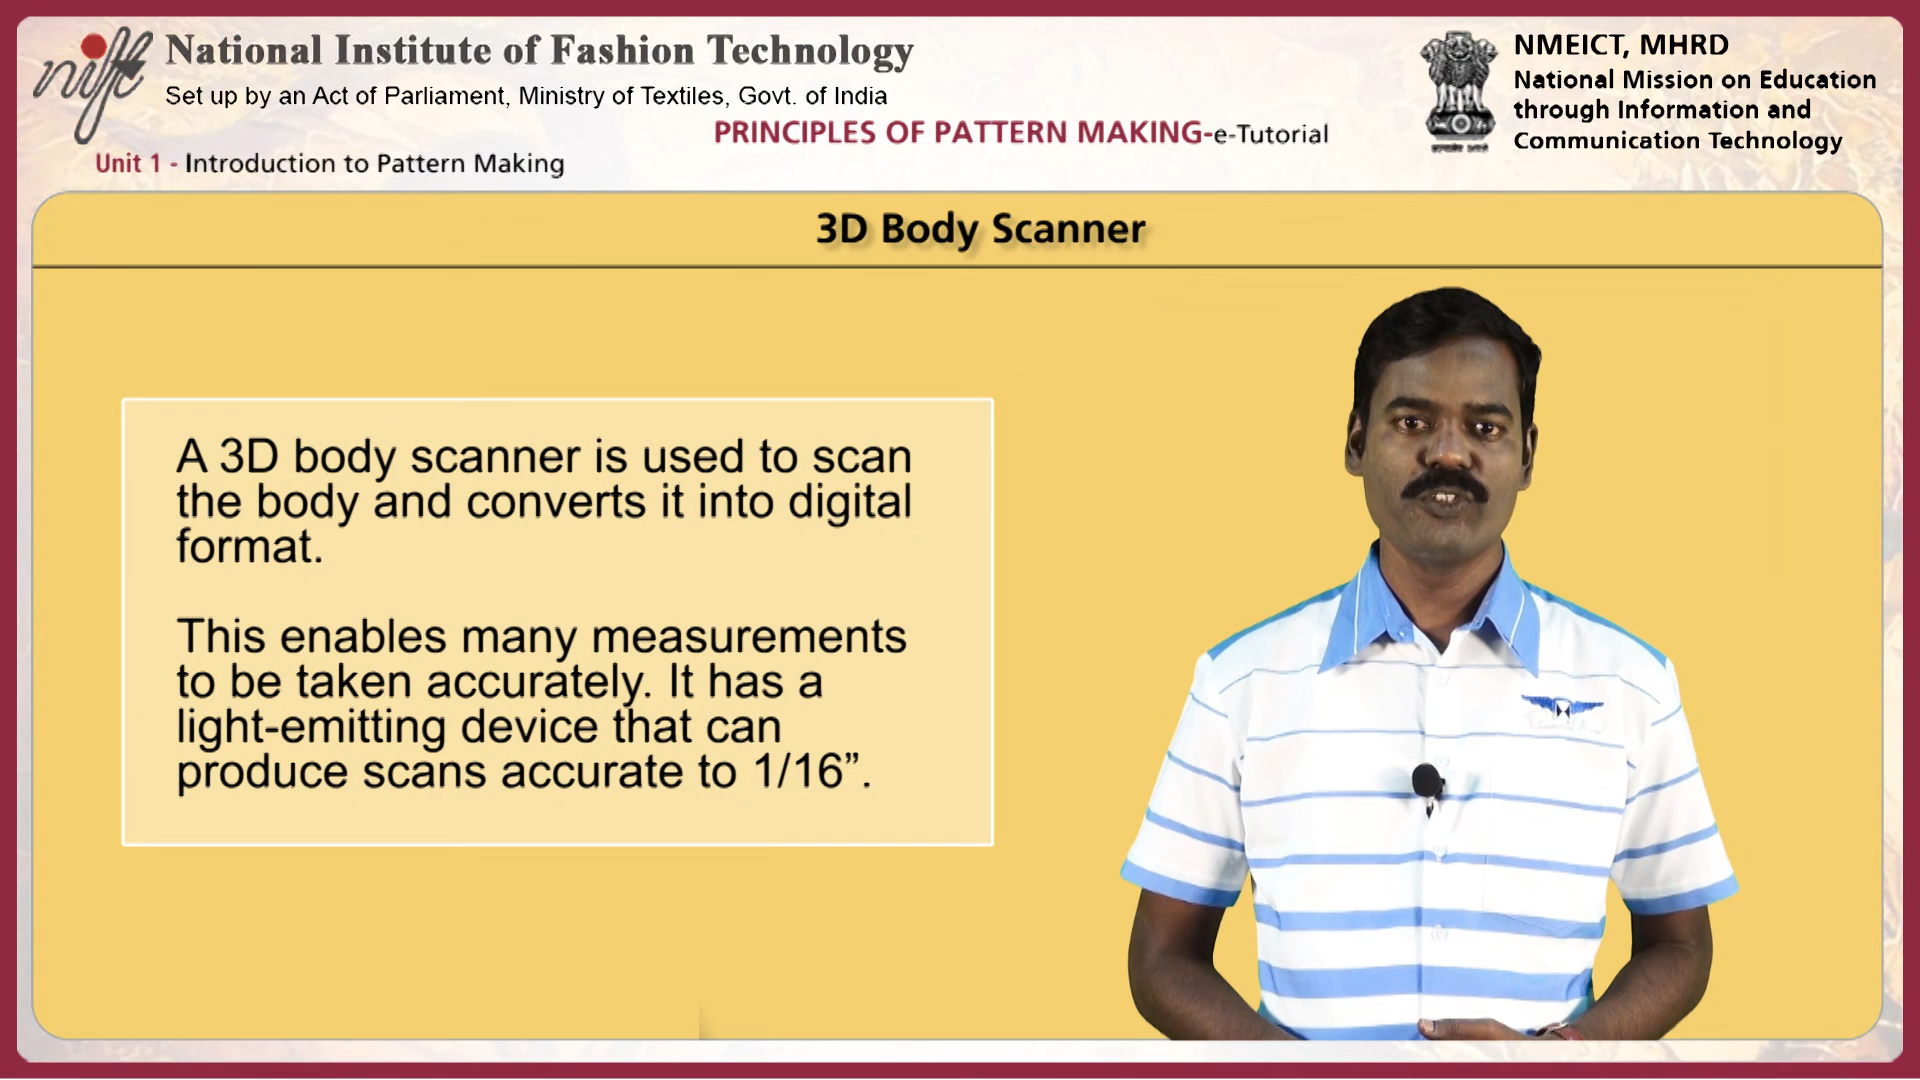 nift
National Institute of Fashion Technology
Set up by an Act of Parliament, Ministry of Textiles, Govt. of India
PRINCIPLES OF PATTERN MAKING-e-Tutorial
Unit 1 - Introduction to Pattern Making
NMEICT, MHRD
National Mission on Education
through Information and
Communication Technology
3D Body Scanner
A 3D body scanner is used to scan
the body and converts it into digital
format.
This enables many measurements
to be taken accurately. It has a
light-emitting device that can
produce scans accurate to 1/16”.